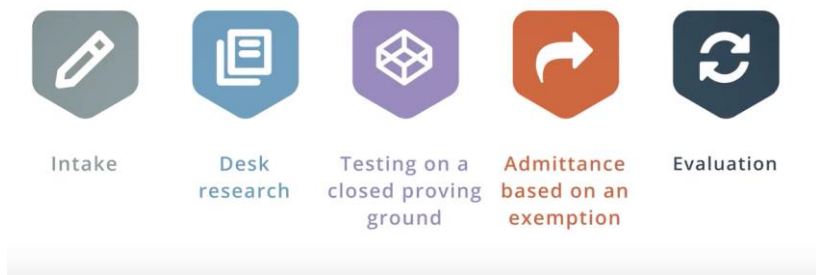 Intake
Desk
research
Testing on a
closed proving
ground
Admittance
based on an
exemption
Evaluation